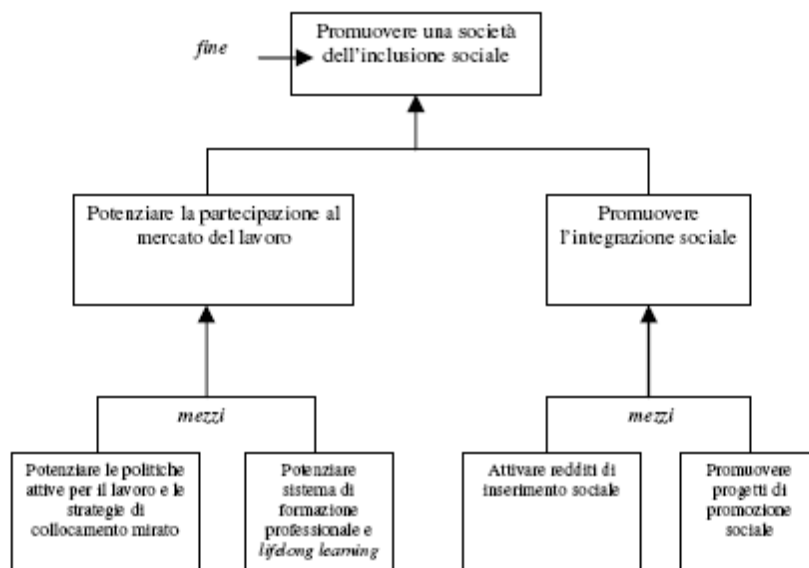 Promuovere una società
dell'inclusione sociale
fine
Potenziare la partecipazione al
mercato del lavoro
Promuovere
l'integrazione sociale
mezzi
mezzi
Potenziare le politiche
attive per il lavoro e le
strategie di
collocamento mirato
Potenziare
sistema di
formazione
professionale e
lifelong learning
Attivare redditi di
inserimento sociale
Promuovere
progetti di
promozione
sociale